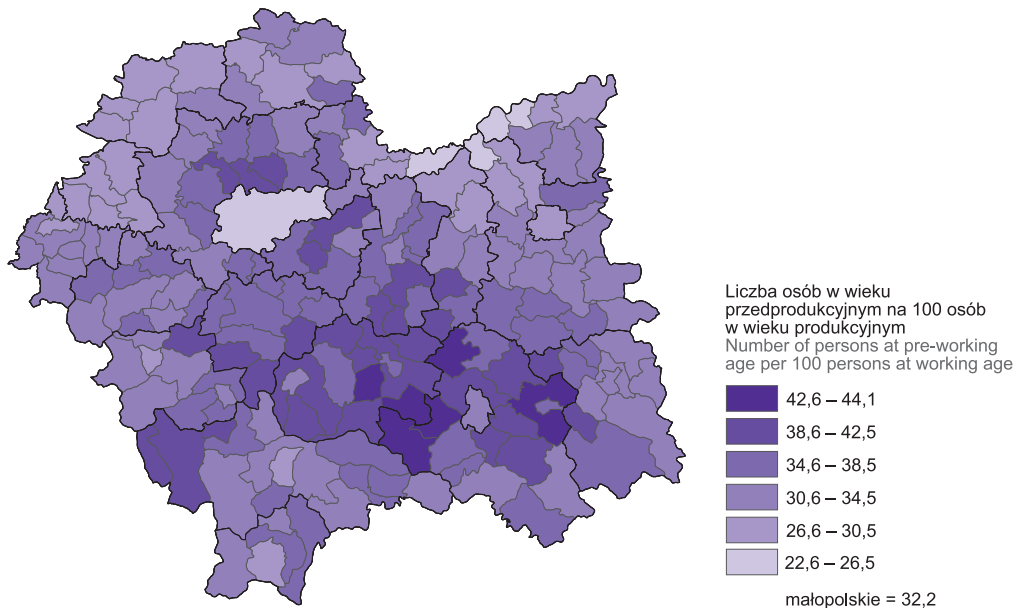 Liczba osób w wieku
przedprodukcyjnym na 100 osób
w wieku produkcyjnym
Number of persons at pre-working
age per 100 persons at working age
42,6 – 44,1
38,6 – 42,5
34,6 – 38,5
30,6 – 34,5
26,6 – 30,5
22,6 – 26,5
małopolskie = 32,2